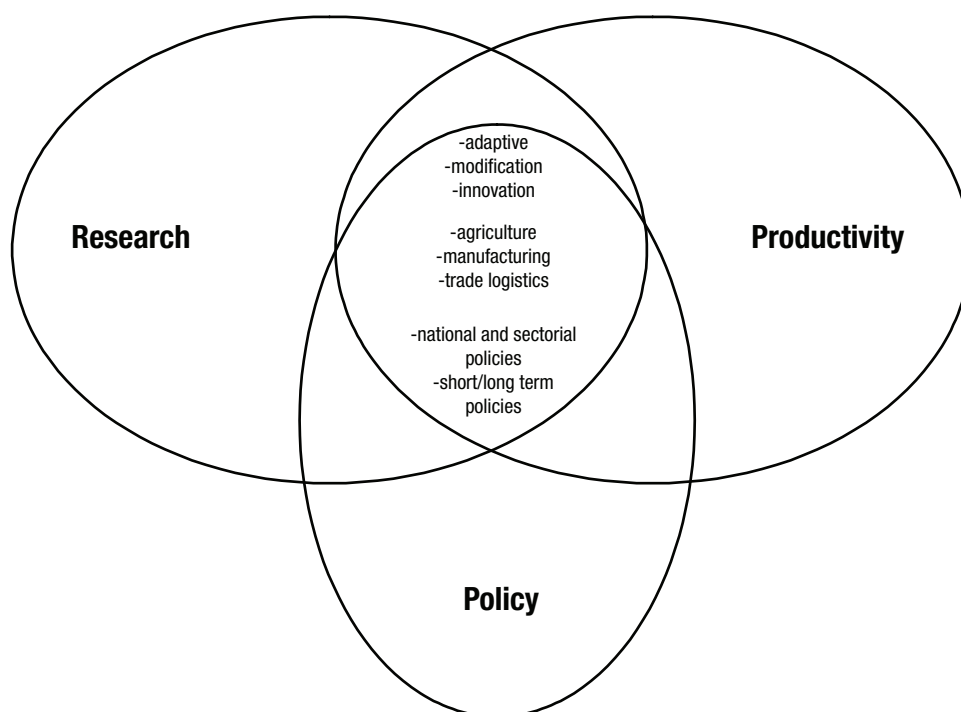 -adaptive
-modification
-innovation
Research
Productivity
-agriculture
-manufacturing
-trade logistics
-national and sectorial
policies
-short/long term
policies
Policy